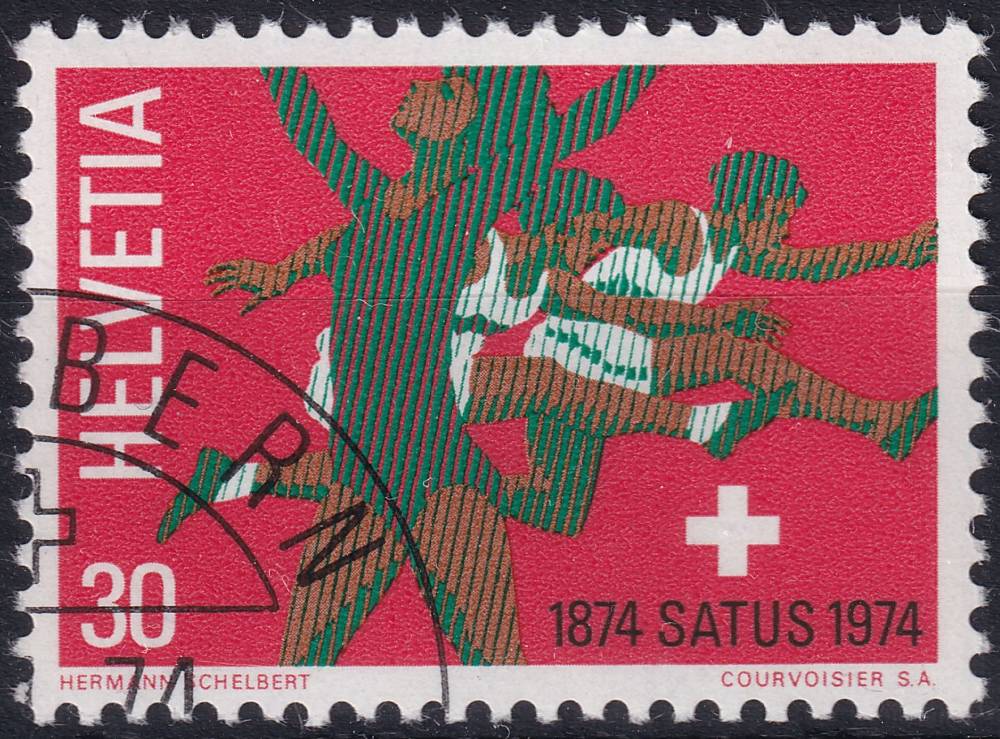 HELVETIA
BERN
30
1874 SATUS 1974
74
HERMANN SCHELBERT
COURVOISIER S.A.